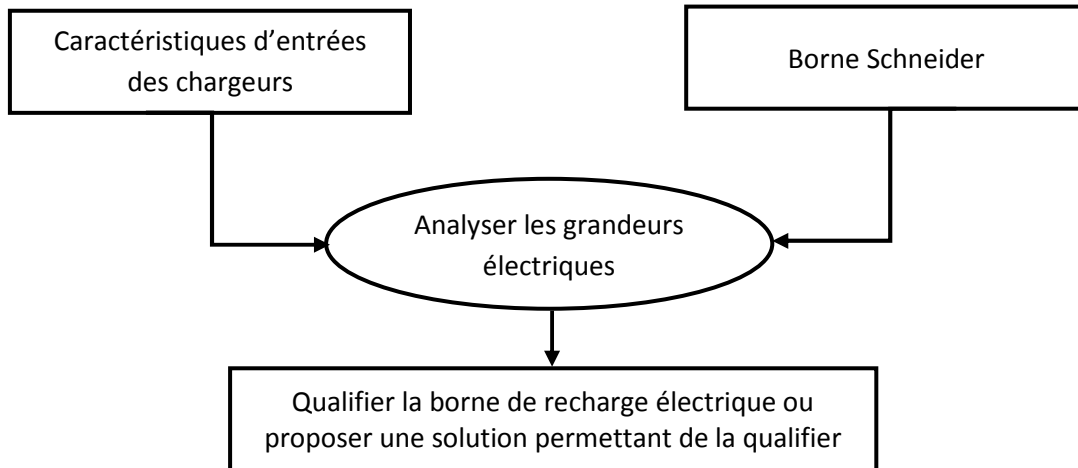 Caractéristiques d’entrées
des chargeurs
Borne Schneider
Analyser les grandeurs
électriques
Qualifier la borne de recharge électrique ou
proposer une solution permettant de la qualifier